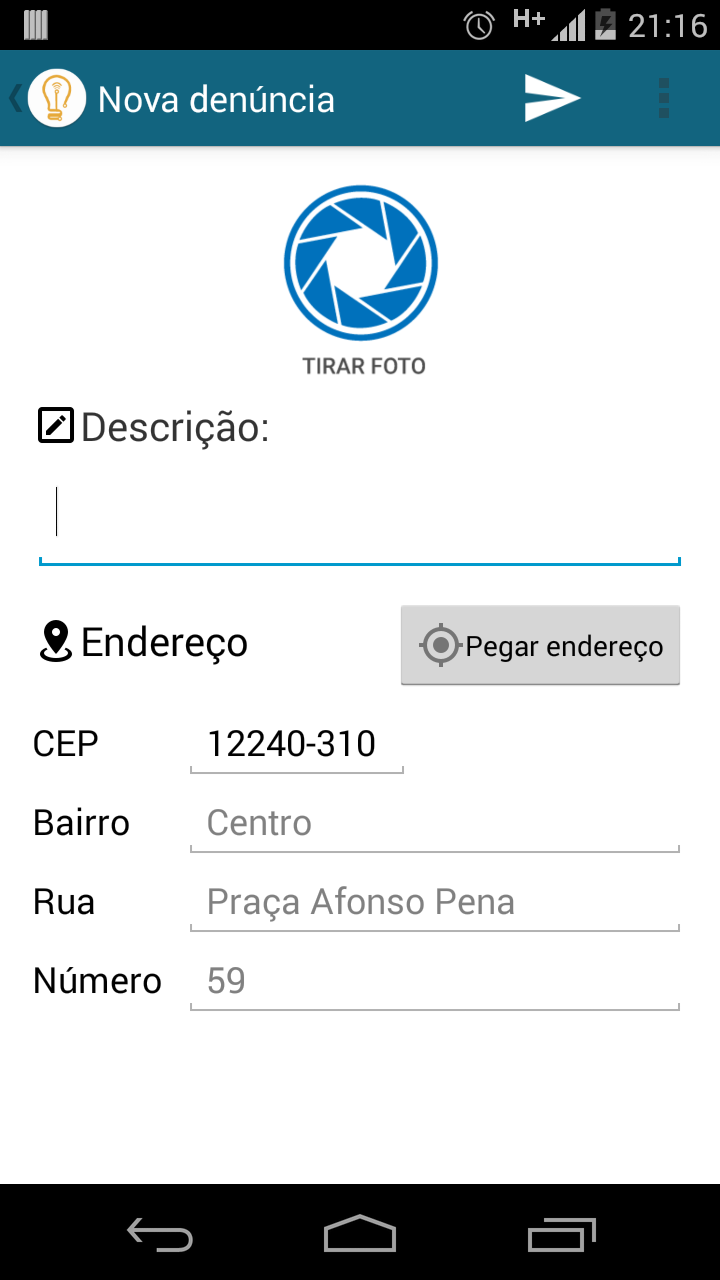 H+ 21:16
Nova denúncia
TIRAR FOTO
Descrição:
Endereço
Pegar endereço
CEP 12240-310
Bairro Centro
Rua Praça Afonso Pena
Número 59